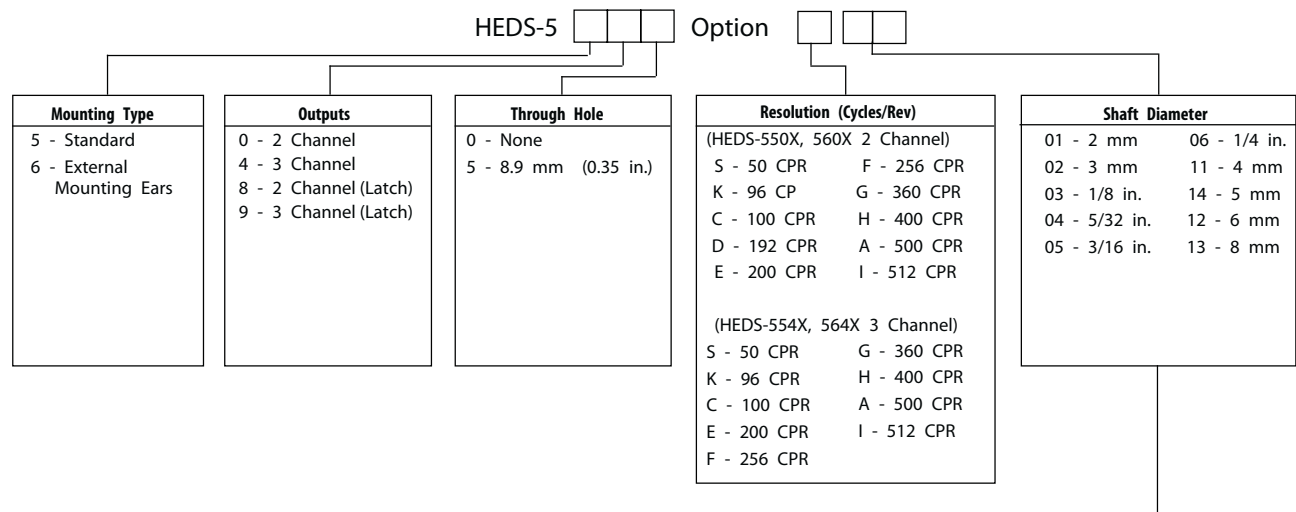 HEDS-5 Option
Mounting Type
5 - Standard
6 - External
Mounting Ears
Outputs
0 - 2 Channel
4 - 3 Channel
8 - 2 Channel (Latch)
9 - 3 Channel (Latch)
Through Hole
0 - None
5 - 8.9 mm (0.35 in.)
Resolution (Cycles/Rev)
(HEDS-550X, 560X 2 Channel)
S - 50 CPR F - 256 CPR
K - 96 CP G - 360 CPR
C - 100 CPR H - 400 CPR
D - 192 CPR A - 500 CPR
E - 200 CPR I - 512 CPR
(HEDS-554X, 564X 3 Channel)
S - 50 CPR G - 360 CPR
K - 96 CPR H - 400 CPR
C - 100 CPR A - 500 CPR
E - 200 CPR I - 512 CPR
F - 256 CPR
Shaft Diameter
01 - 2 mm 06 - 1/4 in.
02 - 3 mm 11 - 4 mm
03 - 1/8 in. 14 - 5 mm
04 - 5/32 in. 12 - 6 mm
05 - 3/16 in. 13 - 8 mm